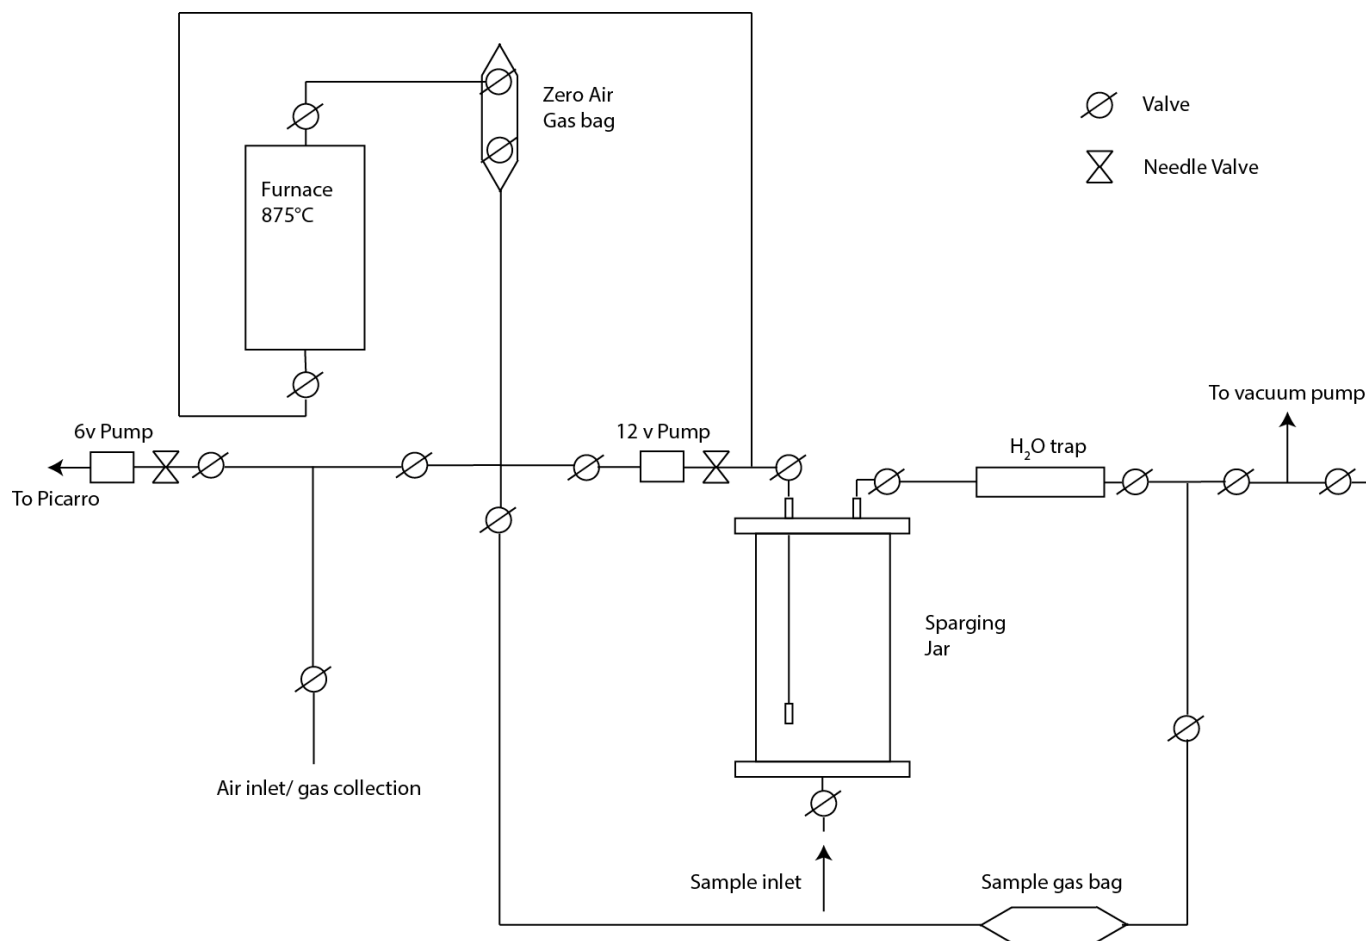 Zero Air
Gas bag
Valve
Needle Valve
Furnace
875°C
To vacuum pump
6v Pump
12 v Pump
H₂O trap
To Picarro
Sparging
Jar
Air inlet/ gas collection
Sample inlet
Sample gas bag